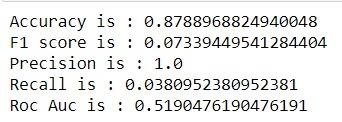 Accuracy is : 0.8788968824940048
F1 score is : 0.07339449541284404
Precision is : 1.0
Recall is : 0.0380952380952381
Roc Auc is : 0.5190476190476191